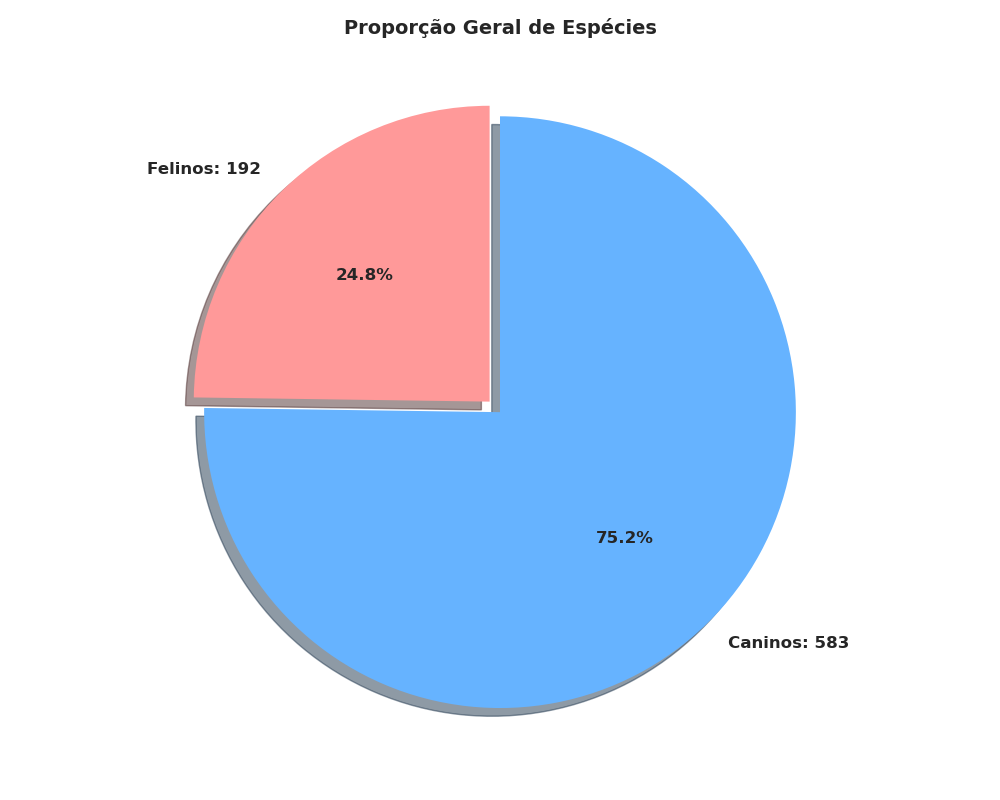 Proporção Geral de Espécies
Felinos: 192
24.8%
75.2%
Caninos: 583